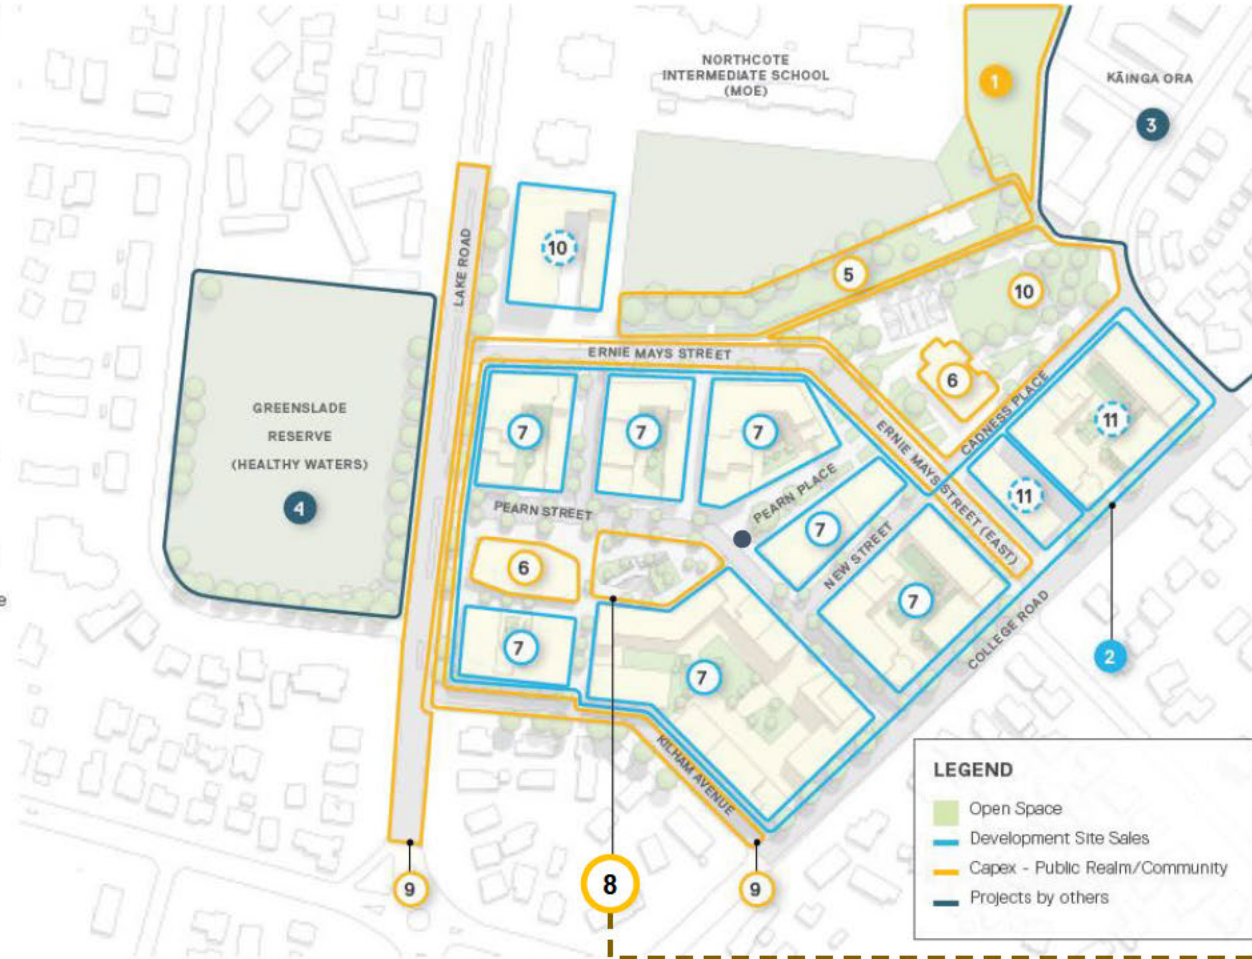 NORTHCOTE
INTERMEDIATE SCHOOL
(MOE)
1
KĀINGA ORA
3
LAKE ROAD
10
5
10
ERNIE MAYS STREET
6
CADNESS PLACE
GREENSLADE
RESERVE
(HEALTHY WATERS)
4
7
7
7
11
ERNIE MAYS STREET (EAST)
11
PEARN STREET
PEARN PLACE
7
NEW STREET
6
7
COLLEGE ROAD
2
7
7
KILHAM AVENUE
9
8
9
LEGEND
Open Space
Development Site Sales
Capex - Public Realm/Community
Projects by others
e